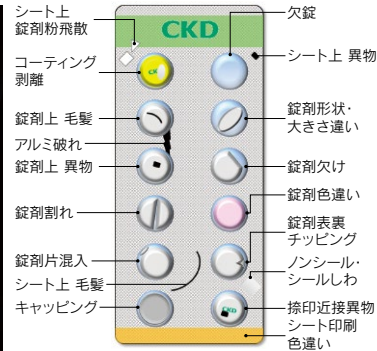 シート上
錠剤粉飛散
コーティング
剥離
錠剤上 毛髪
アルミ破れ
錠剤上 異物
錠剤割れ
錠剤片混入
シート上 毛髪
キャッピング
CKD
CK
CKD
欠錠
シート上 異物
錠剤形状・
大きさ違い
錠剤欠け
錠剤色違い
錠剤表裏
チッピング
ノンシール・
シールしわ
捺印近接異物
シート印刷
色違い